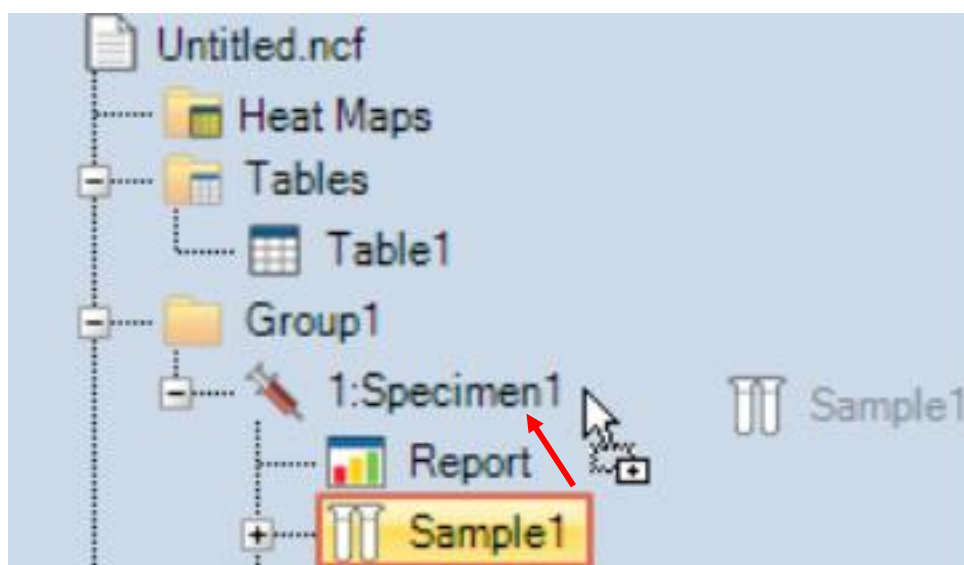 Untitled.ncf
Heat Maps
Tables
Table1
Group1
1:Specimen1
Sample1
Report
Sample1